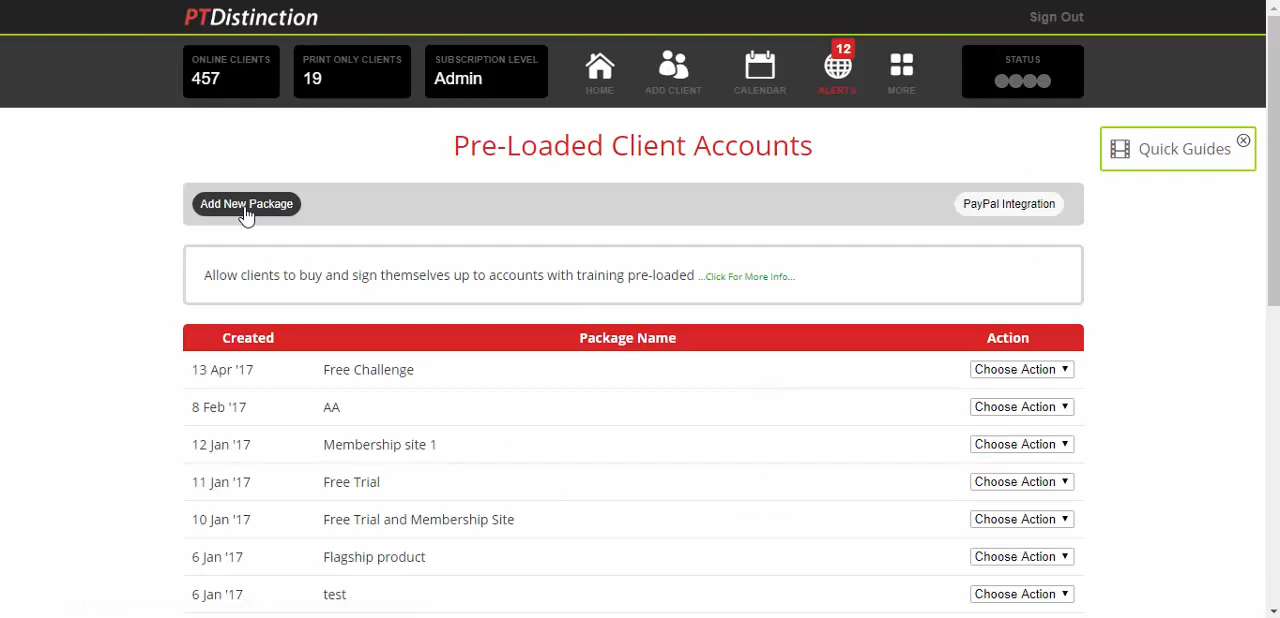 PTDistinction
Sign Out
ONLINE CLIENTS
457
PRINT ONLY CLIENTS
19
SUBSCRIPTION LEVEL
Admin
HOME
ADD CLIENT
CALENDAR
12
ALERTS
MORE
STATUS
Pre-Loaded Client Accounts
Quick Guides
Add New Package
PayPal Integration
Allow clients to buy and sign themselves up to accounts with training pre-loaded ...Click For More Info...
Created Package Name Action
13 Apr '17 Free Challenge Choose Action
8 Feb '17 AA Choose Action
12 Jan '17 Membership site 1 Choose Action
11 Jan '17 Free Trial Choose Action
10 Jan '17 Free Trial and Membership Site Choose Action
6 Jan '17 Flagship product Choose Action
6 Jan '17 test Choose Action